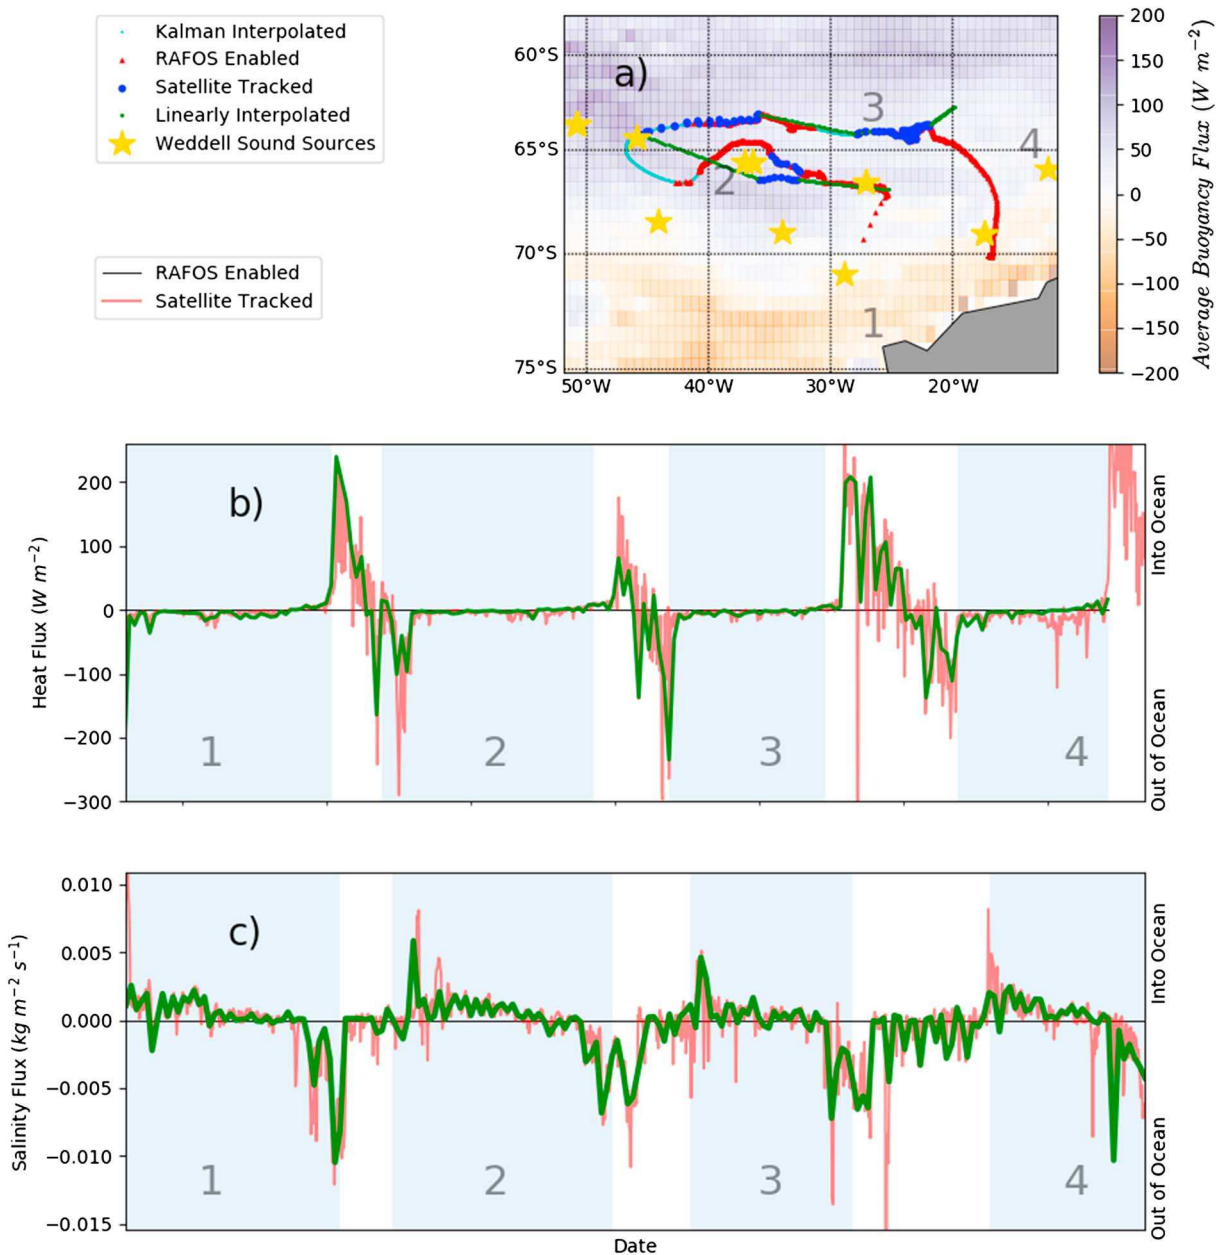 Kalman Interpolated
RAFOS Enabled
Satellite Tracked
Linearly Interpolated
Weddell Sound Sources
RAFOS Enabled
Satellite Tracked
a)
60°S
65°S
70°S
75°S
50°W 40°W 30°W 20°W
1
2
3
4
200
150
100
50
0
−50
−100
−150
−200
Average Buoyancy Flux (W m⁻²)
b)
Heat Flux (W m⁻²)
200
100
0
−100
−200
−300
1 2 3 4
Into Ocean
Out of Ocean
c)
Salinity Flux (kg m⁻² s⁻¹)
0.010
0.005
0.000
−0.005
−0.010
−0.015
1 2 3 4
Into Ocean
Out of Ocean
Date